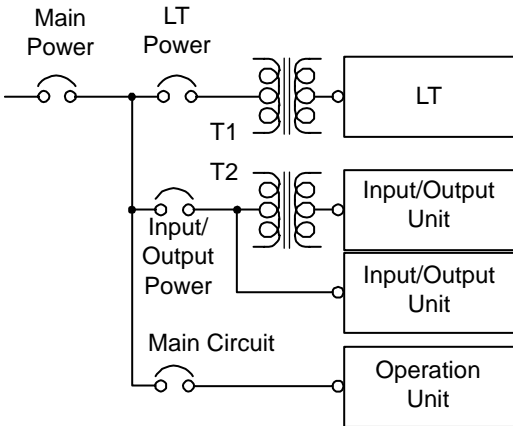 Main
Power
LT
Power
T1
LT
T2
Input/
Output
Power
Input/Output
Unit
Input/Output
Unit
Main Circuit
Operation
Unit